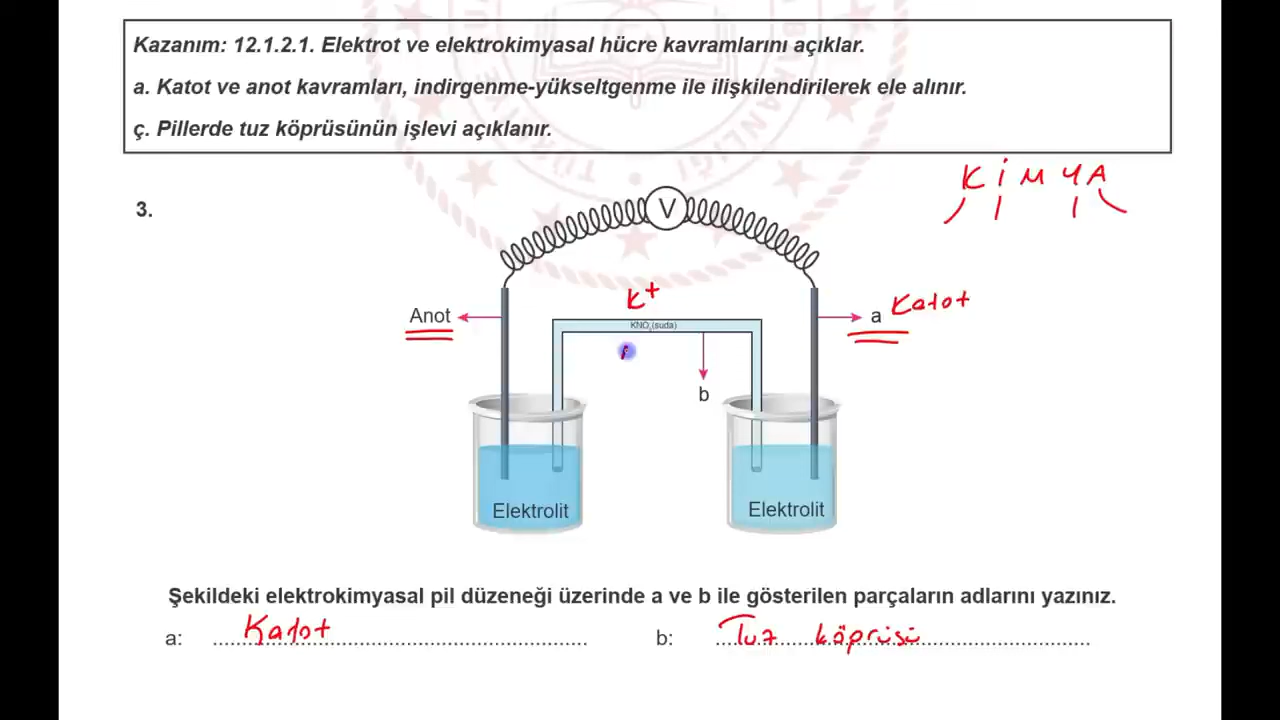 Kazanım: 12.1.2.1. Elektrot ve elektrokimyasal hücre kavramlarını açıklar.
a. Katot ve anot kavramları, indirgenme-yükseltgenme ile ilişkilendirilerek ele alınır.
ç. Pillerde tuz köprüsünün işlevi açıklanır.
KİMYA
3.
V
K+
Anot
KNO3(suda)
a Katot
b
Elektrolit
Elektrolit
Şekildeki elektrokimyasal pil düzeneği üzerinde a ve b ile gösterilen parçaların adlarını yazınız.
a: Katot b: Tuz köprüsü